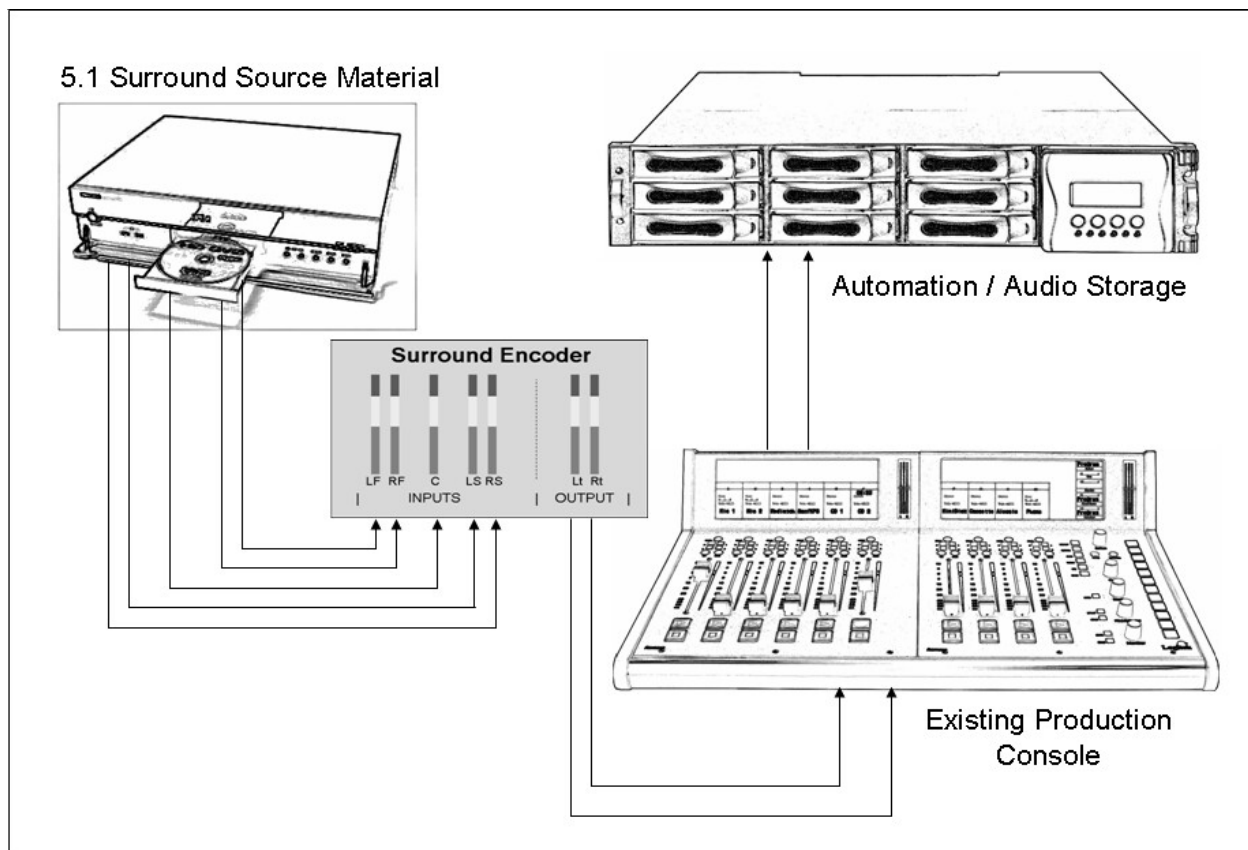 5.1 Surround Source Material
Automation / Audio Storage
Surround Encoder
LF RF C LS RS Lt Rt
INPUTS OUTPUT
Existing Production
Console